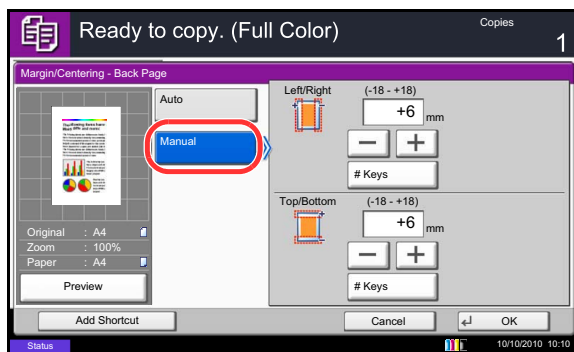 Ready to copy. (Full Color)
Copies
1
Margin/Centering - Back Page
Auto
Manual
Left/Right
(-18 - +18)
+6 mm
# Keys
Top/Bottom
(-18 - +18)
+6 mm
# Keys
Original : A4
Zoom : 100%
Paper : A4
Preview
Add Shortcut
Cancel
OK
Status
10/10/2010 10:10